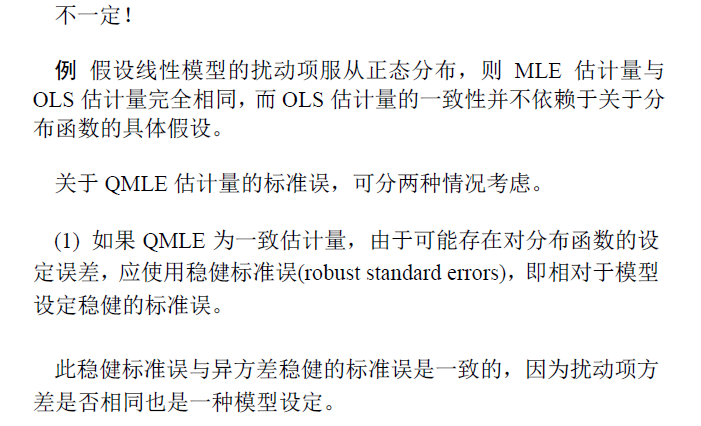 不一定！
例 假设线性模型的扰动项服从正态分布，则 MLE 估计量与
OLS 估计量完全相同，而 OLS 估计量的一致性并不依赖于关于分
布函数的具体假设。
关于 QMLE 估计量的标准误，可分两种情况考虑。
(1) 如果 QMLE 为一致估计量，由于可能存在对分布函数的设
定误差，应使用稳健标准误(robust standard errors)，即相对于模型
设定稳健的标准误。
此稳健标准误与异方差稳健的标准误是一致的，因为扰动项方
差是否相同也是一种模型设定。